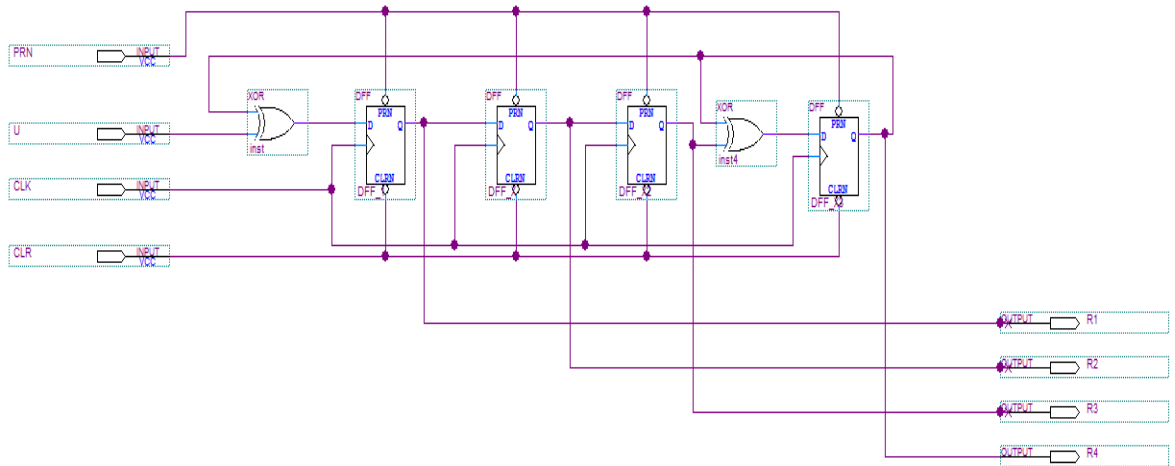 PRN
INPUT
VCC
U
INPUT
VCC
CLK
INPUT
VCC
CLR
INPUT
VCC
XOR
inst
DFF
PRN
D Q
CLRN
DFF
PRN
D Q
CLRN
DFF
PRN
D Q
CLRN
XOR
inst4
DFF
PRN
D Q
CLRN
OUTPUT R1
OUTPUT R2
OUTPUT R3
OUTPUT R4